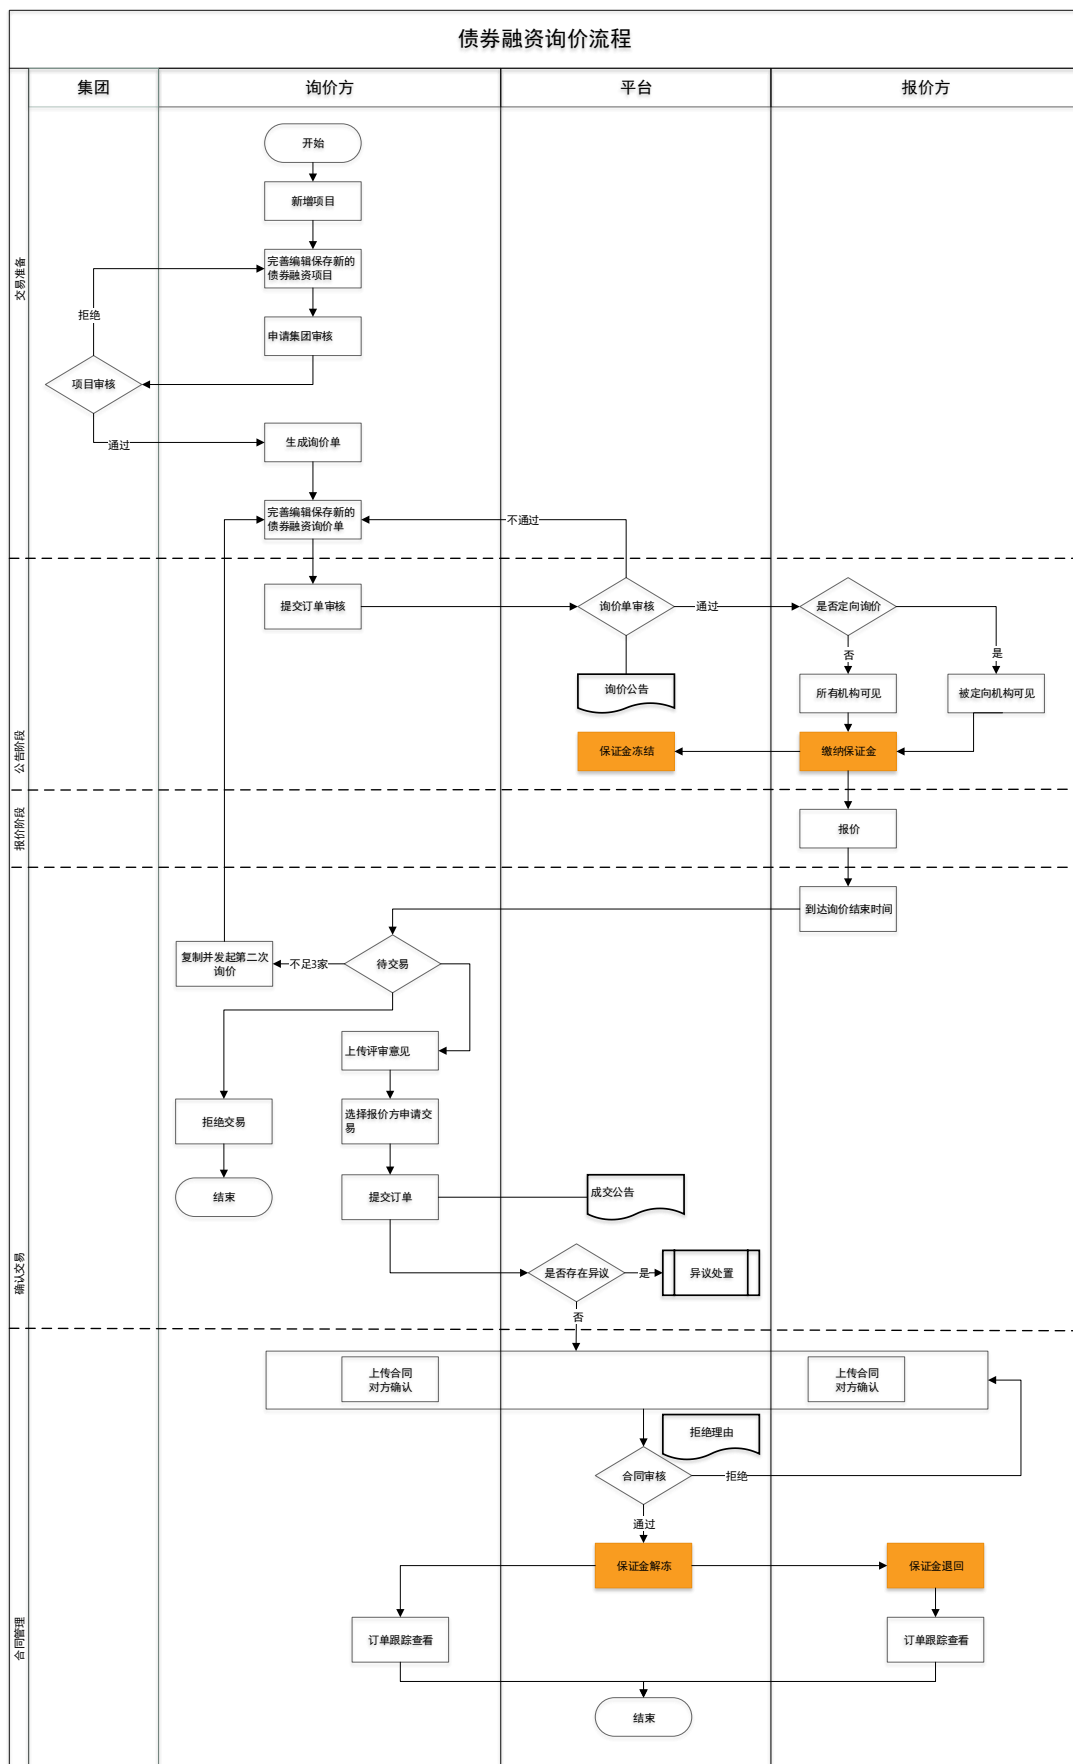 债券融资询价流程
集团
询价方
平台
报价方
交易准备
开始
新增项目
完善编辑保存新的
债券融资项目
拒绝
申请集团审核
项目审核
通过
生成询价单
完善编辑保存新的
债券融资询价单
不通过
公告阶段
提交订单审核
询价单审核
通过
是否定向询价
否
是
询价公告
所有机构可见
被定向机构可见
保证金冻结
缴纳保证金
报价阶段
报价
确认交易
到达询价结束时间
复制并发起第二次
询价
不足3家
待交易
上传评审意见
拒绝交易
选择报价方申请交
易
结束
提交订单
成交公告
是否存在异议
是
异议处置
否
合同管理
上传合同
对方确认
上传合同
对方确认
拒绝理由
合同审核
拒绝
通过
保证金解冻
保证金退回
订单跟踪查看
订单跟踪查看
结束